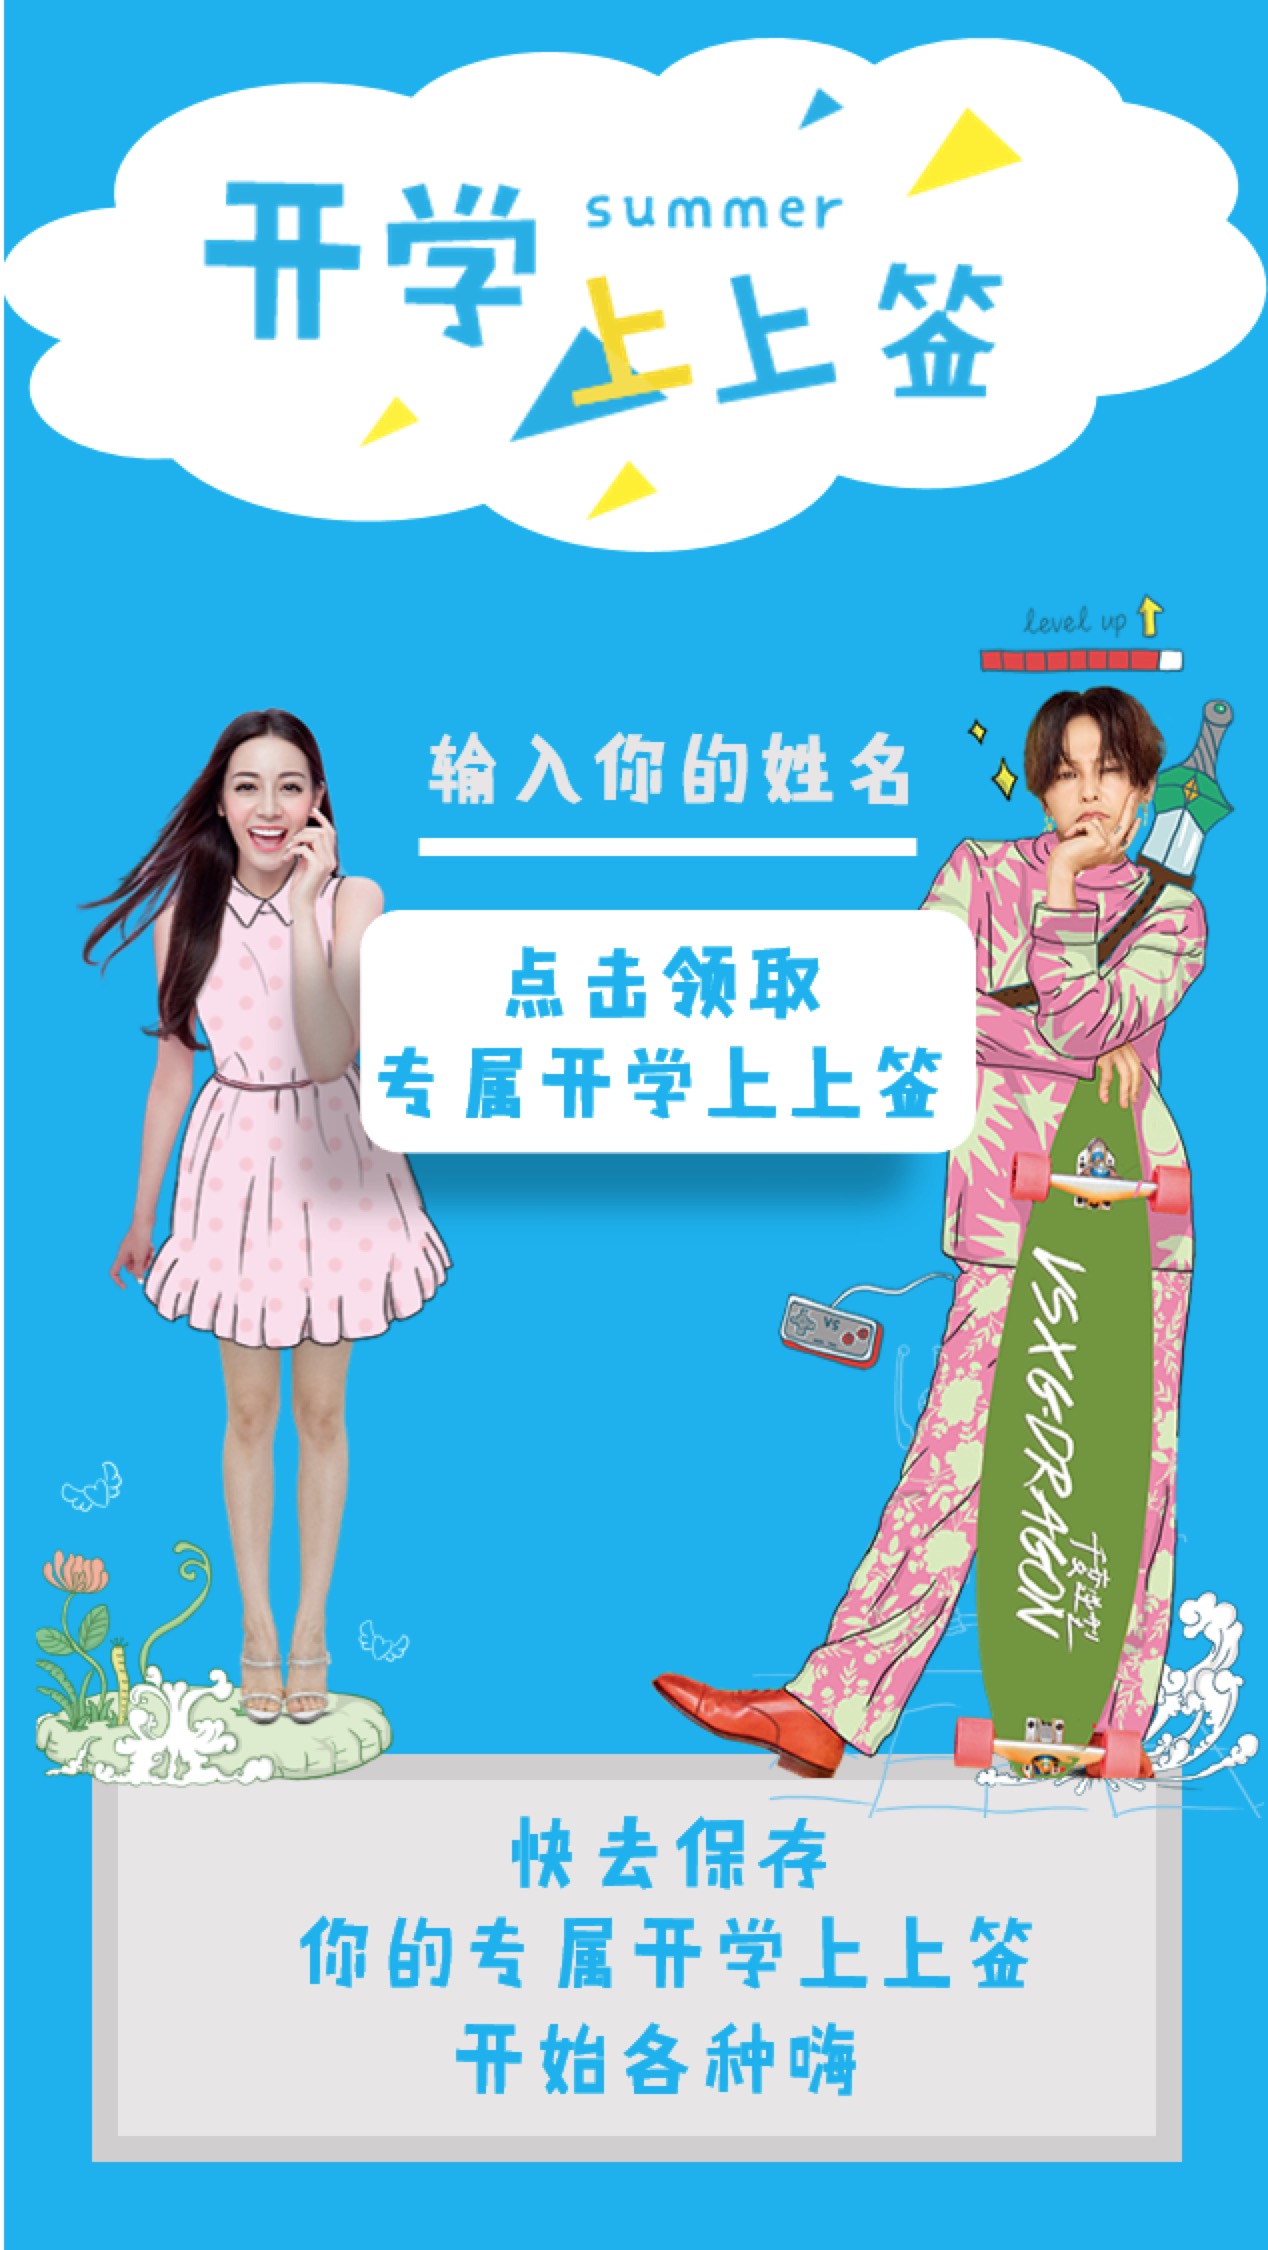 开学 summer
上上签
level up
输入你的姓名
点击领取
专属开学上上签
VS
VSXG-DRAGON
快去保存
你的专属开学上上签
开始各种嗨